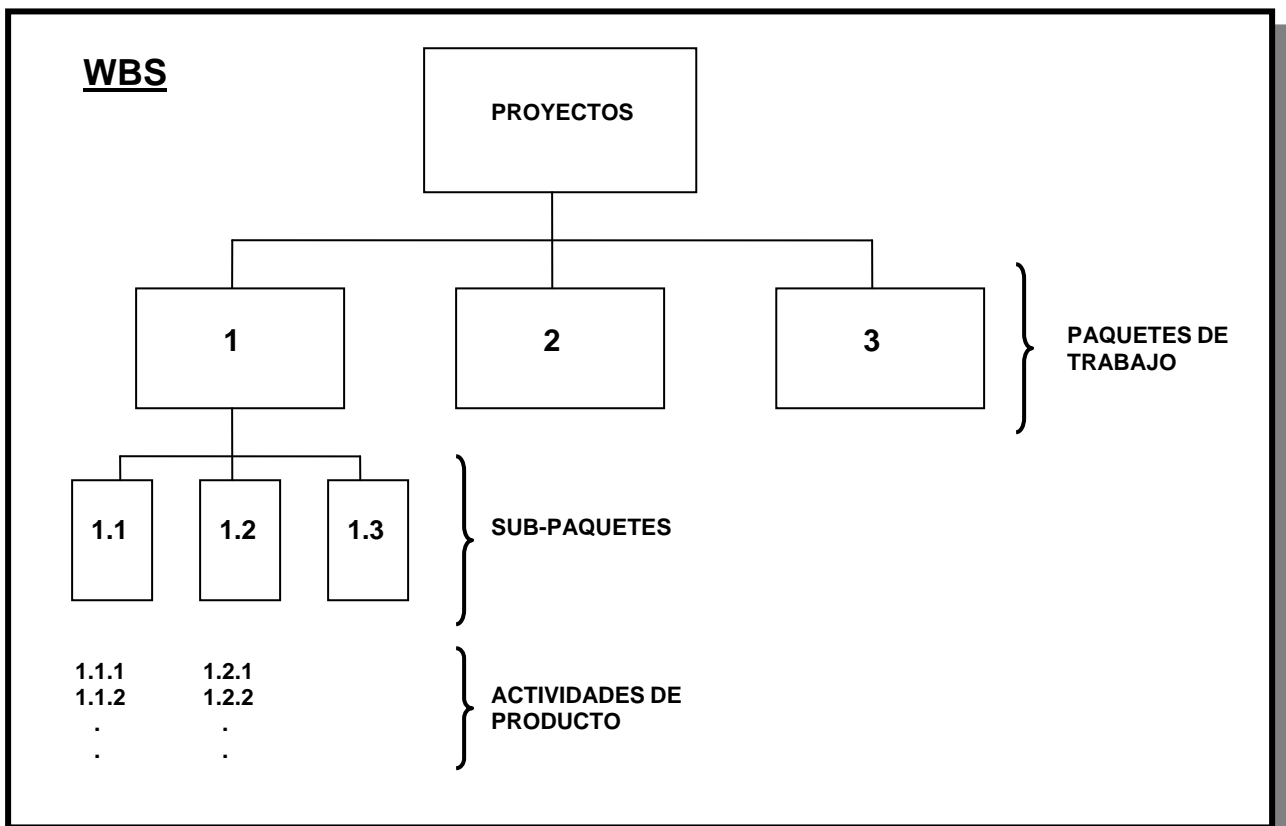 WBS
PROYECTOS
1
2
3
PAQUETES DE
TRABAJO
1.1
1.2
1.3
SUB-PAQUETES
1.1.1 1.2.1
1.1.2 1.2.2
. .
. .
ACTIVIDADES DE
PRODUCTO